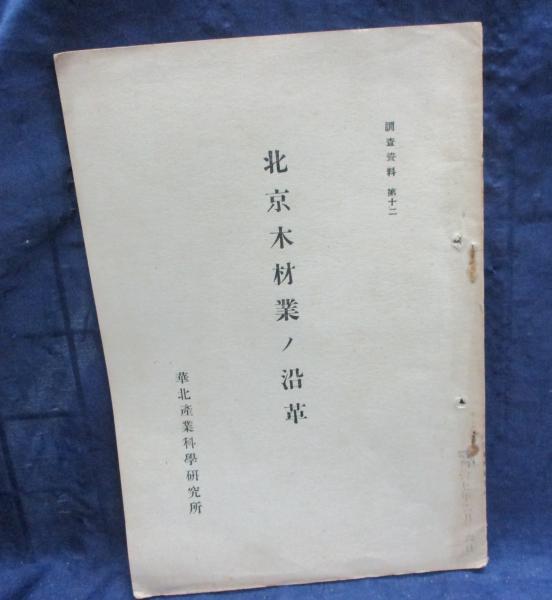 調査資料 第十二
北京木材業ノ沿革
華北產業科學研究所